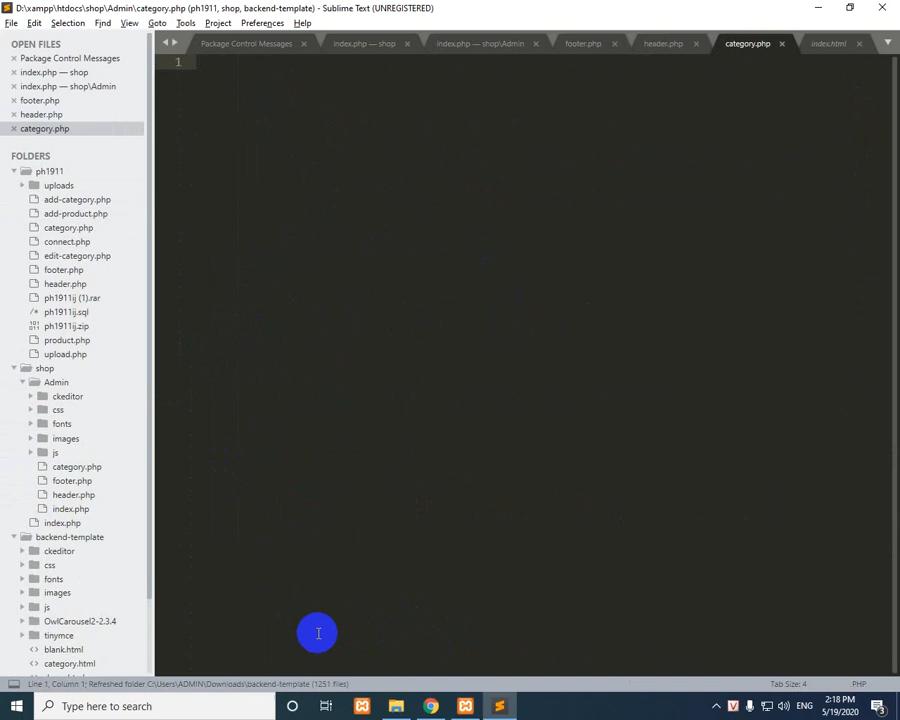 D:\xampp\htdocs\shop\Admin\category.php (ph1911, shop, backend-template) - Sublime Text (UNREGISTERED)
File Edit Selection Find View Goto Tools Project Preferences Help
OPEN FILES
Package Control Messages
index.php — shop
index.php — shop\Admin
footer.php
header.php
category.php
FOLDERS
ph1911
uploads
add-category.php
add-product.php
category.php
connect.php
edit-category.php
footer.php
header.php
ph1911ij (1).rar
ph1911ij.sql
ph1911ij.zip
product.php
upload.php
shop
Admin
ckeditor
css
fonts
images
js
category.php
footer.php
header.php
index.php
index.php
backend-template
ckeditor
css
fonts
images
js
OwlCarousel2-2.3.4
tinymce
blank.html
category.html
Package Control Messages index.php — shop index.php — shop\Admin footer.php header.php category.php index.html
1
Line 1, Column 1; Refreshed folder C:\Users\ADMIN\Downloads\backend-template (1251 files) Tab Size: 4 PHP
Type here to search
ENG
2:18 PM
5/19/2020
3